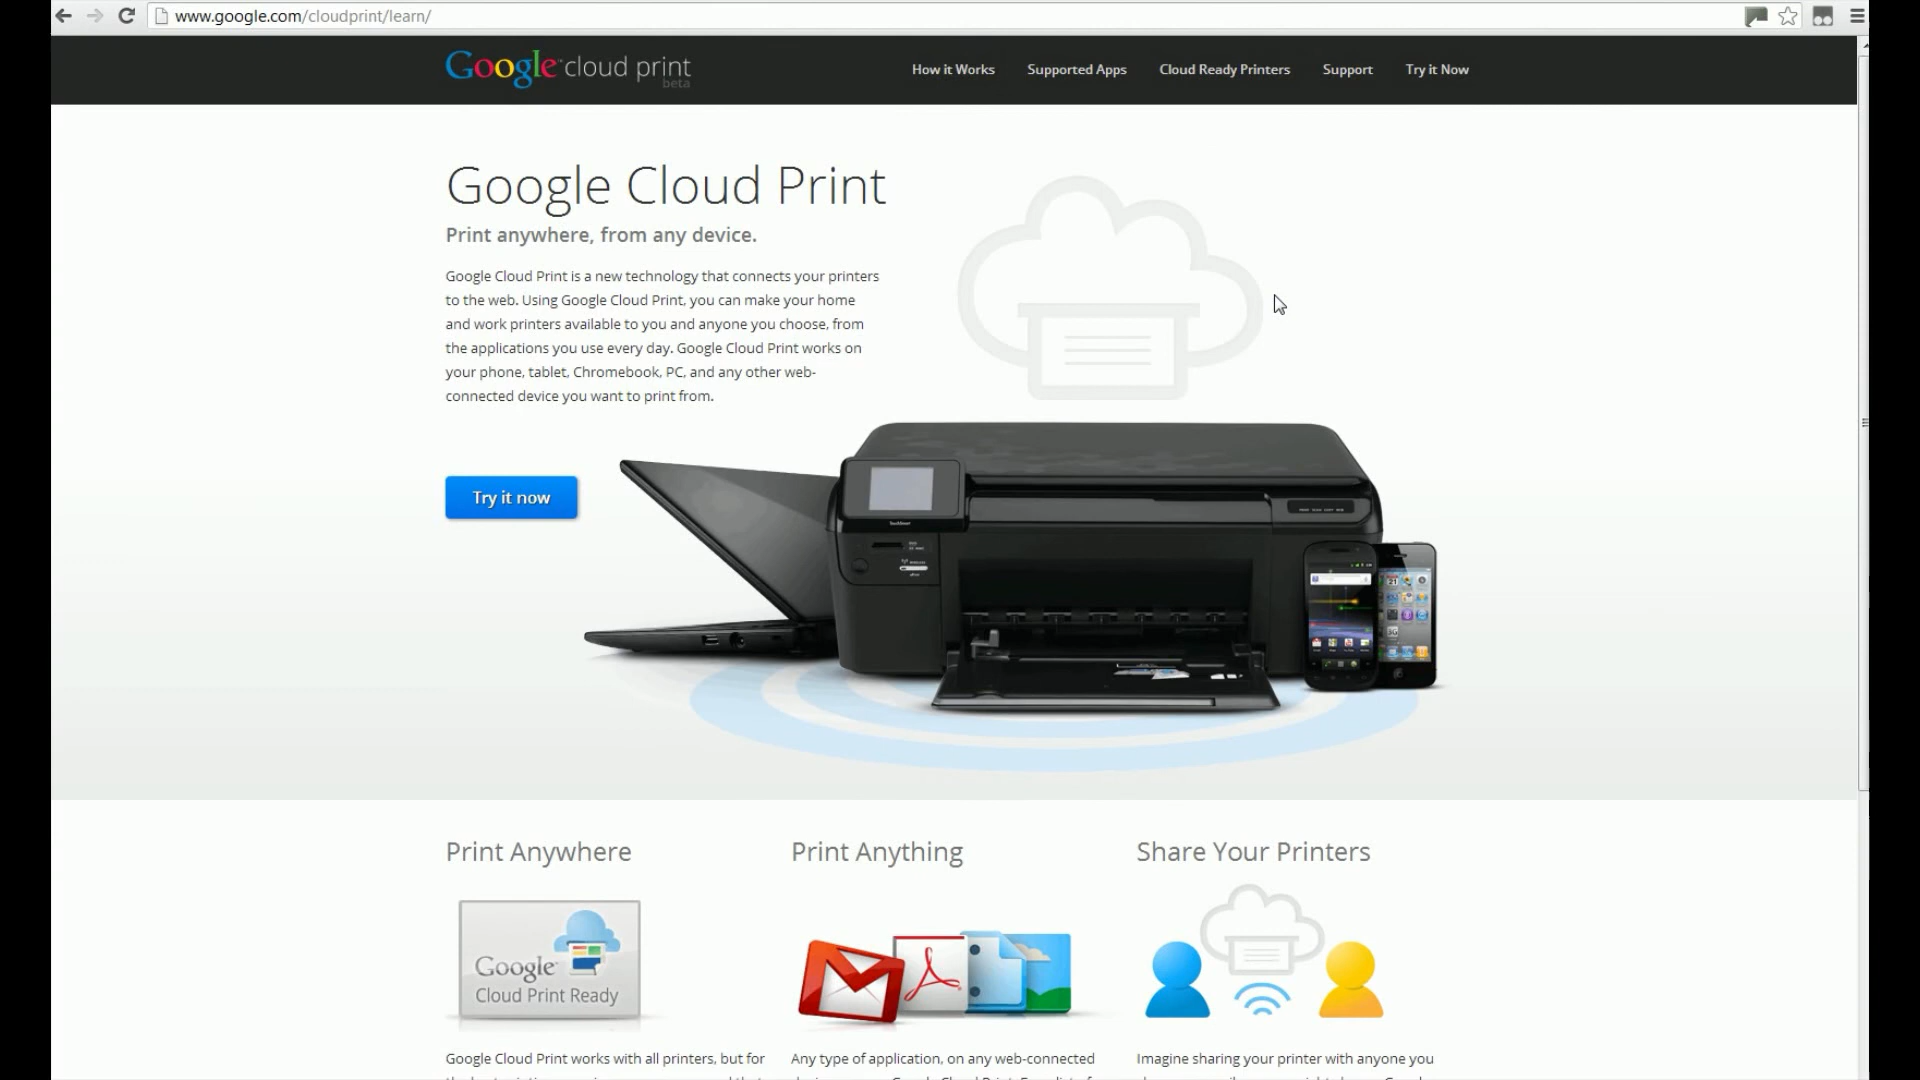 www.google.com/cloudprint/learn/
Google cloud print
beta
How it Works Supported Apps Cloud Ready Printers Support Try it Now
Google Cloud Print
Print anywhere, from any device.
Google Cloud Print is a new technology that connects your printers
to the web. Using Google Cloud Print, you can make your home
and work printers available to you and anyone you choose, from
the applications you use every day. Google Cloud Print works on
your phone, tablet, Chromebook, PC, and any other web-
connected device you want to print from.
Try it now
Print Anywhere Print Anything Share Your Printers
Google
Cloud Print Ready
Google Cloud Print works with all printers, but for
Any type of application, on any web-connected
Imagine sharing your printer with anyone you